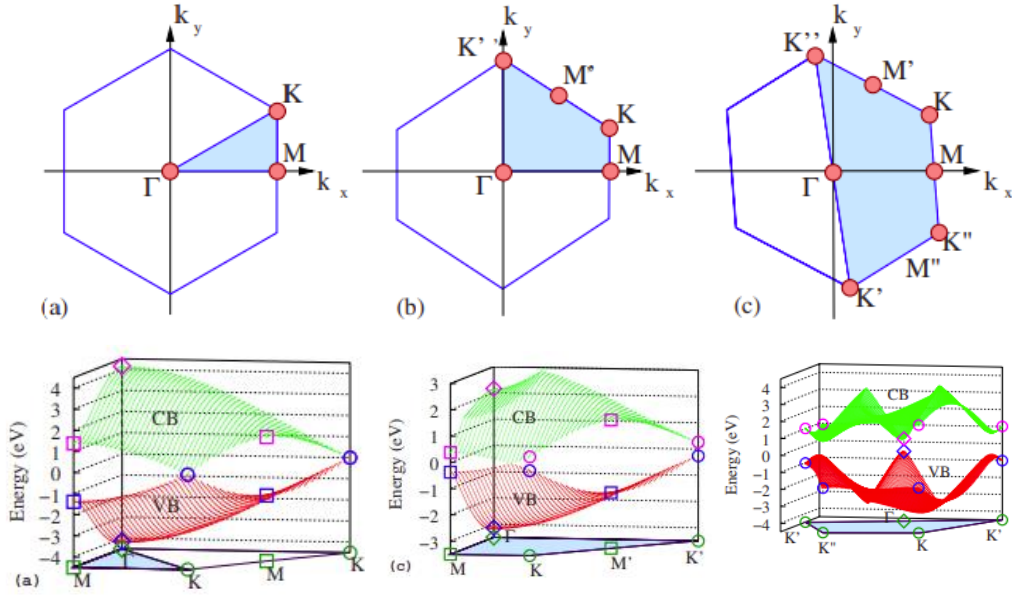 k y
K
M
Γ
k x
(a)
k y
K' '
M'
K
M
Γ
k x
(b)
k y
K''
M'
K
M
Γ
k x
K"
M"
K'
(c)
Energy (eV)
4
3
2
1
0
−1
−2
−3
−4
CB
VB
M
K
M
K
(a)
Energy (eV)
3
2
1
0
−1
−2
−3
CB
VB
Γ
M
K
M'
K'
(c)
Energy (eV)
4
3
2
1
0
−1
−2
−3
−4
CB
VB
Γ
K'
K"
K
K'